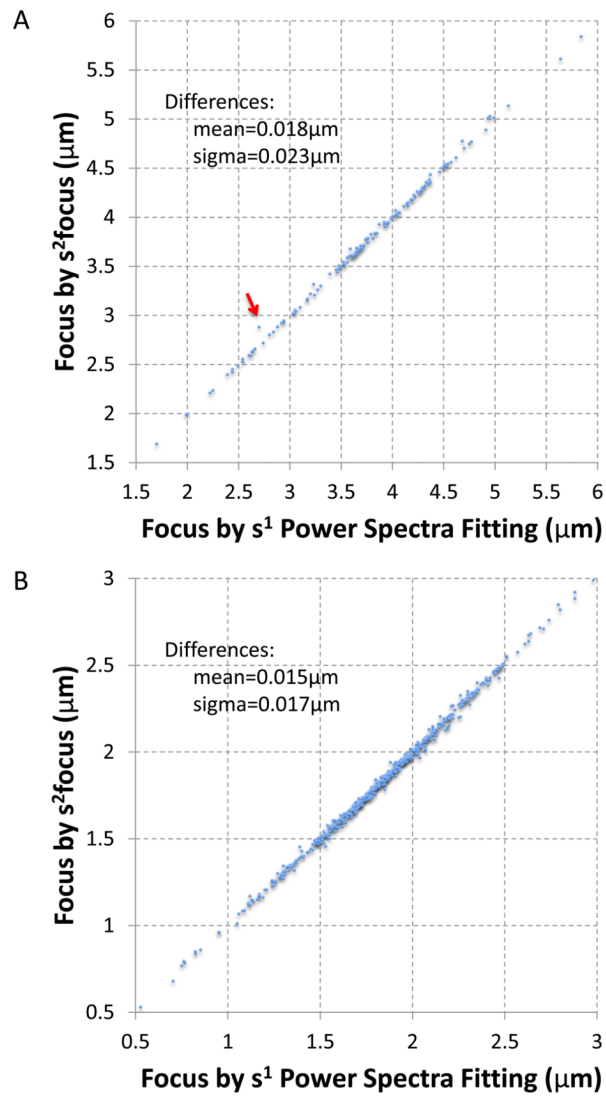 A
6
5.5
5
4.5
4
3.5
3
2.5
2
1.5
Focus by s²focus (μm)
Differences:
mean=0.018μm
sigma=0.023μm
1.5 2 2.5 3 3.5 4 4.5 5 5.5 6
Focus by s¹ Power Spectra Fitting (μm)
B
3
2.5
2
1.5
1
0.5
Focus by s²focus (μm)
Differences:
mean=0.015μm
sigma=0.017μm
0.5 1 1.5 2 2.5 3
Focus by s¹ Power Spectra Fitting (μm)